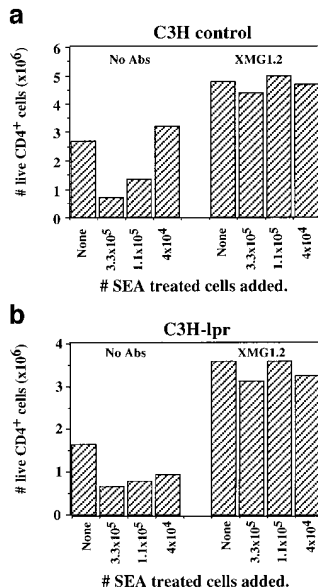 a
C3H control
No Abs
XMG1.2
# live CD4+ cells (x10⁶)
6
5
4
3
2
1
0
None
3.3x10⁵
1.1x10⁵
4x10⁴
None
3.3x10⁵
1.1x10⁵
4x10⁴
# SEA treated cells added.
b
C3H-lpr
No Abs
XMG1.2
# live CD4⁺ cells (x10⁶)
4
3
2
1
0
None
3.3x10⁵
1.1x10⁵
4x10⁴
None
3.3x10⁵
1.1x10⁵
4x10⁴
# SEA treated cells added.